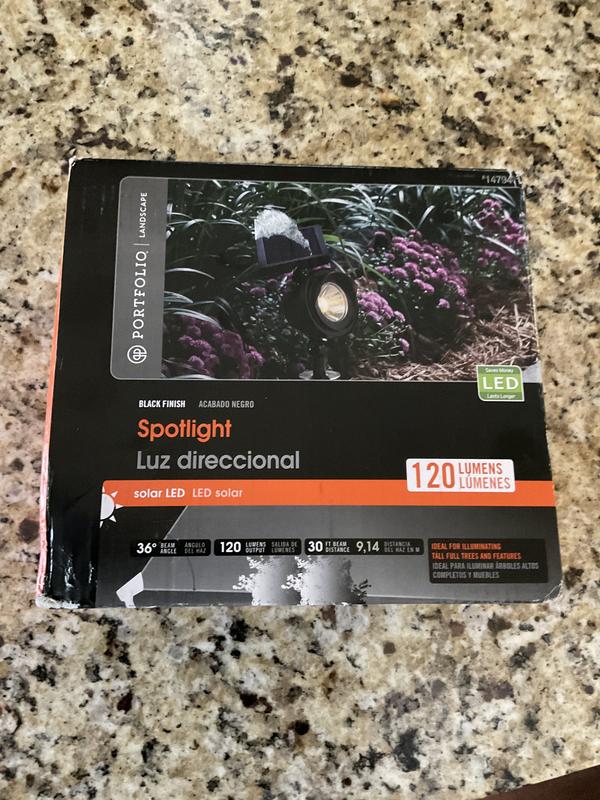 PORTFOLIO | LANDSCAPE
Saves Money
LED
Lasts Longer
BLACK FINISH ACABADO NEGRO
Spotlight
Luz direccional
120 LUMENS
LÚMENES
solar LED LED solar
36° BEAM ANGLE ÁNGULO DEL HAZ
120 LUMENS OUTPUT SALIDA DE LÚMENES
30 FT BEAM DISTANCE 9,14 DISTANCIA DEL HAZ EN M
IDEAL FOR ILLUMINATING
TALL FULL TREES AND FEATURES
IDEAL PARA ILUMINAR ÁRBOLES ALTOS
COMPLETOS Y MUEBLES